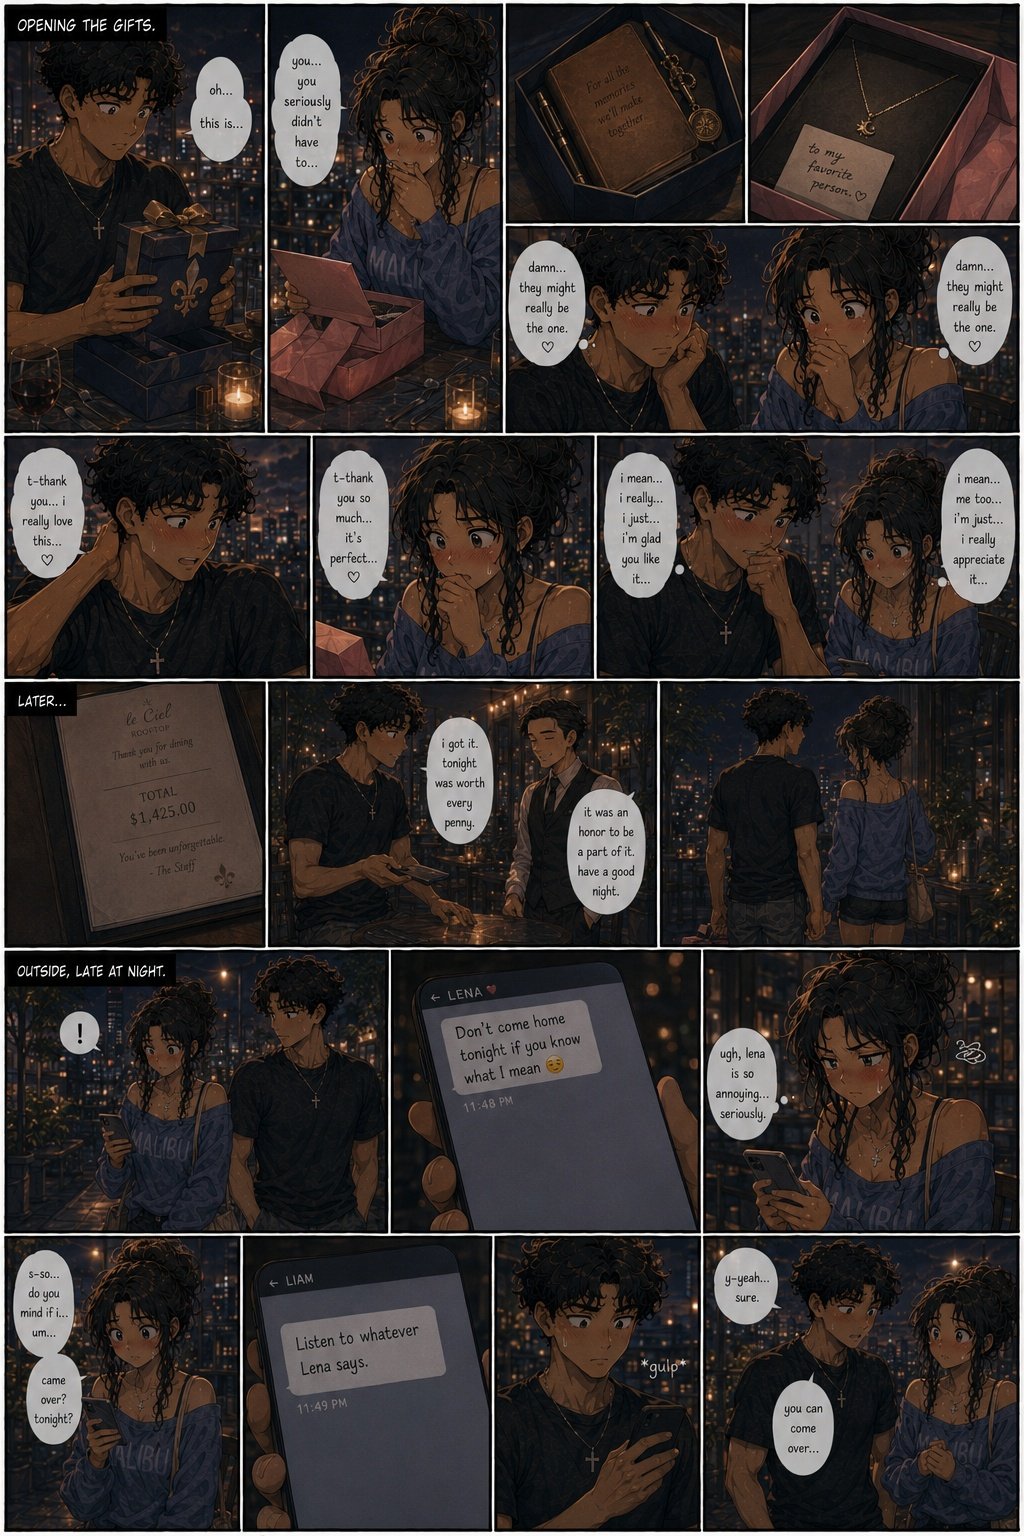 OPENING THE GIFTS.
oh...
this is...
you...
you
seriously
didn't
have
to...
For all the
memories
we'll make
together.
to my
favorite
person. ♡
damn...
they might
really be
the one.
♡
damn...
they might
really be
the one.
♡
MALIBU
t-thank
you... i
really love
this...
♡
t-thank
you so
much...
it's
perfect...
♡
i mean...
i really...
i just...
i'm glad
you like
it...
i mean...
me too...
i'm just...
i really
appreciate
it...
MALIBU
LATER...
le Ciel
ROOFTOP
Thank you for dining
with us.
TOTAL
$1,425.00
You've been unforgettable.
- The Staff
i got it.
tonight
was worth
every
penny.
it was an
honor to be
a part of it.
have a good
night.
OUTSIDE, LATE AT NIGHT.
!
MALIBU
← LENA ❤
Don't come home
tonight if you know
what I mean 😏
11:48 PM
ugh, lena
is so
annoying...
seriously.
MALIBU
s-so...
do you
mind if i...
um...
came
over?
tonight?
MALIBU
← LIAM
Listen to whatever
Lena says.
11:49 PM
*gulp*
y-yeah...
sure.
you can
come
over...
MALIBU